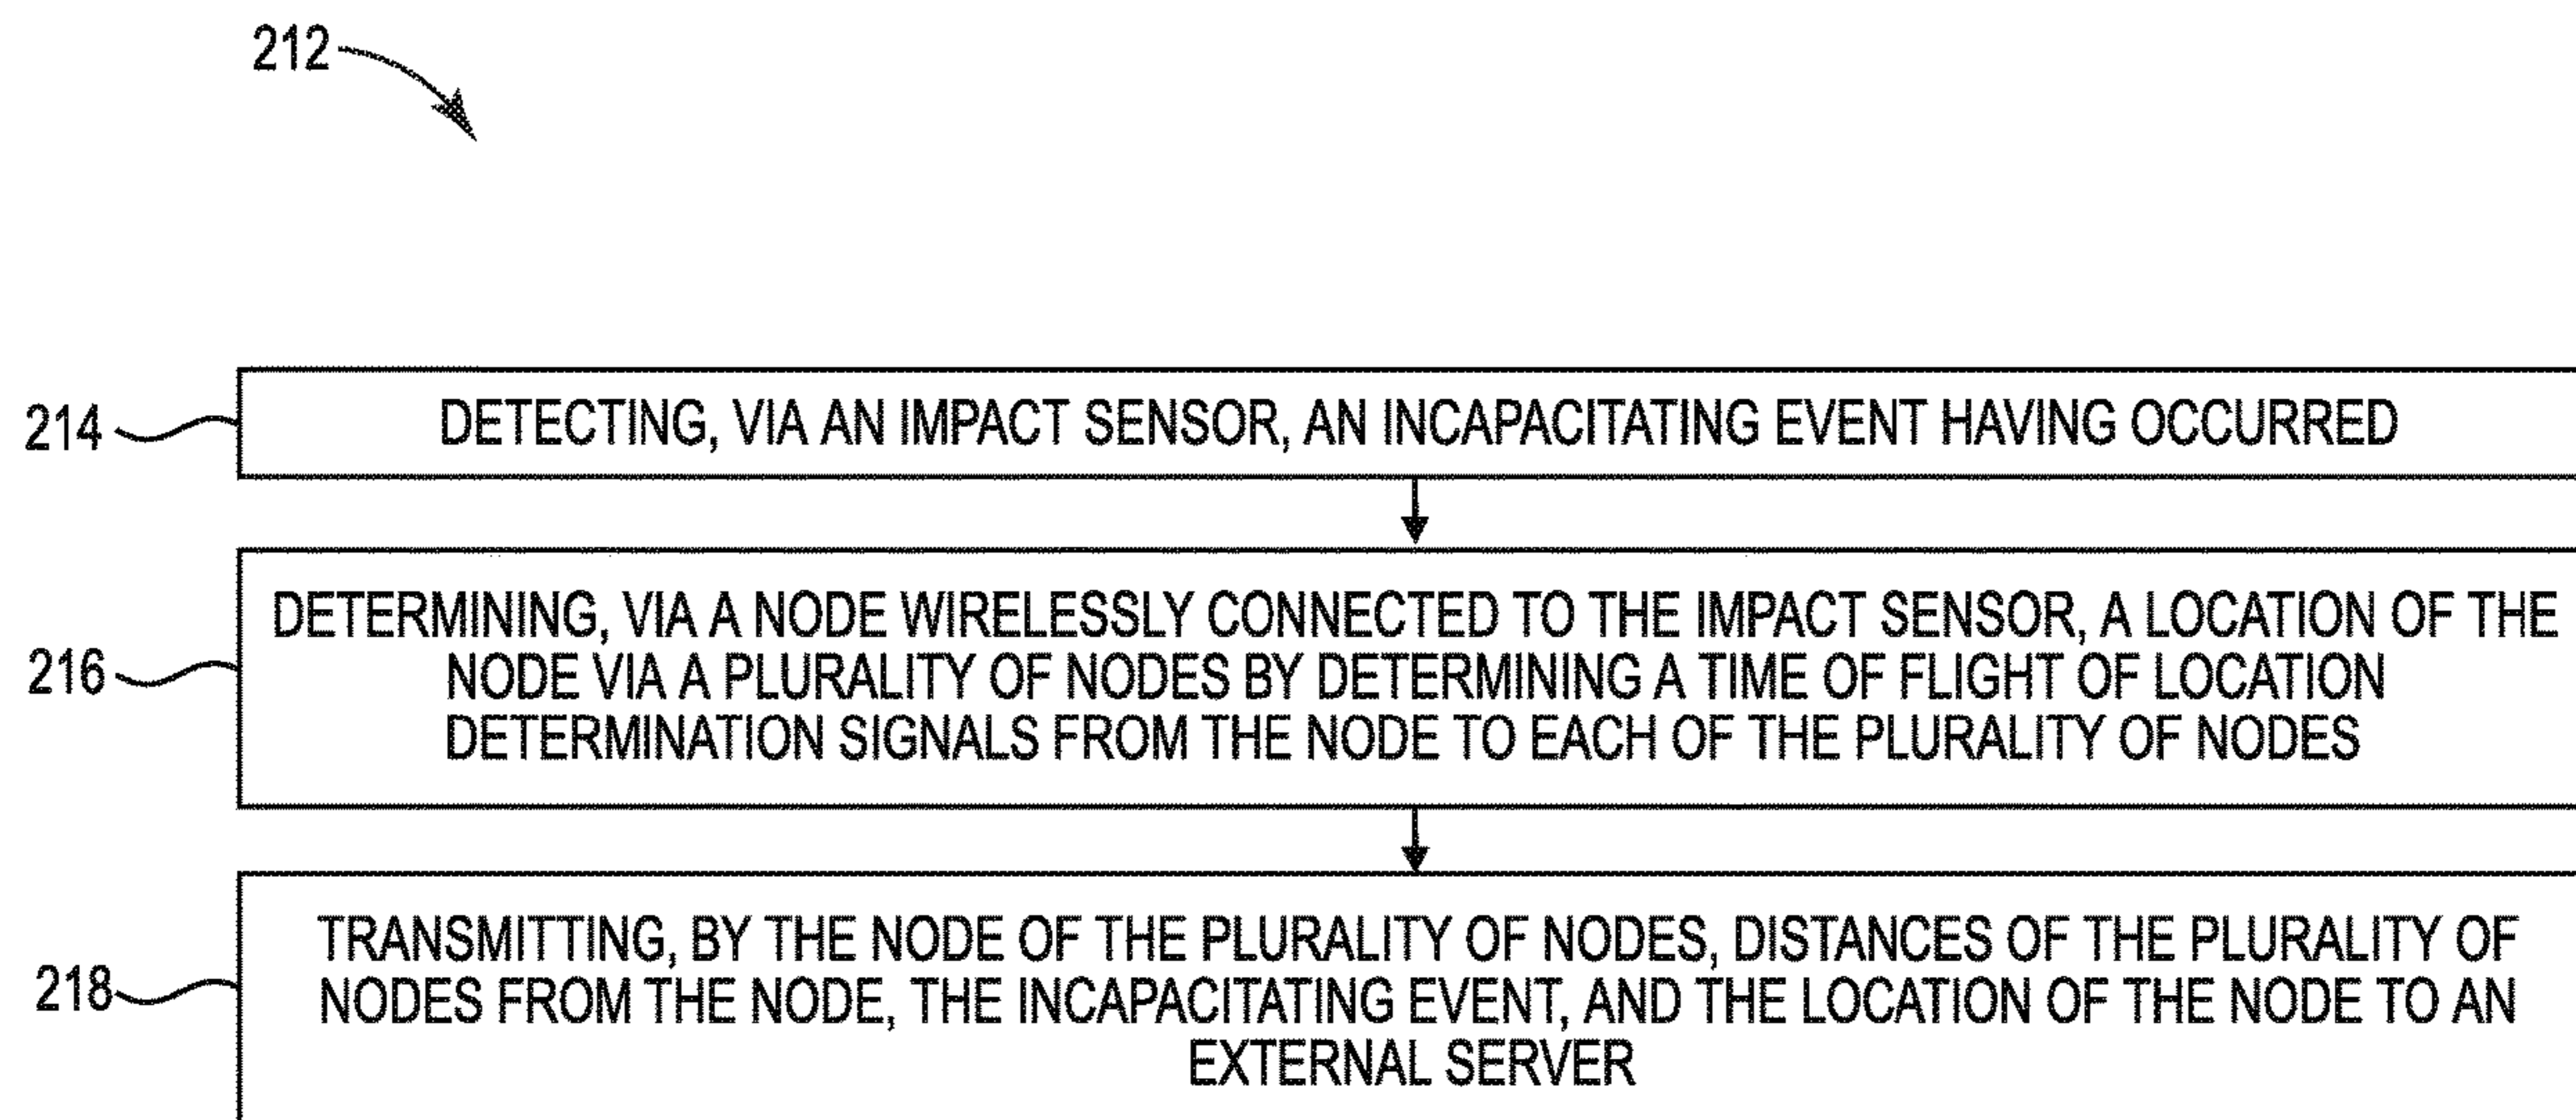 212
214
DETECTING, VIA AN IMPACT SENSOR, AN INCAPACITATING EVENT HAVING OCCURRED
216
DETERMINING, VIA A NODE WIRELESSLY CONNECTED TO THE IMPACT SENSOR, A LOCATION OF THE
NODE VIA A PLURALITY OF NODES BY DETERMINING A TIME OF FLIGHT OF LOCATION
DETERMINATION SIGNALS FROM THE NODE TO EACH OF THE PLURALITY OF NODES
218
TRANSMITTING, BY THE NODE OF THE PLURALITY OF NODES, DISTANCES OF THE PLURALITY OF
NODES FROM THE NODE, THE INCAPACITATING EVENT, AND THE LOCATION OF THE NODE TO AN
EXTERNAL SERVER